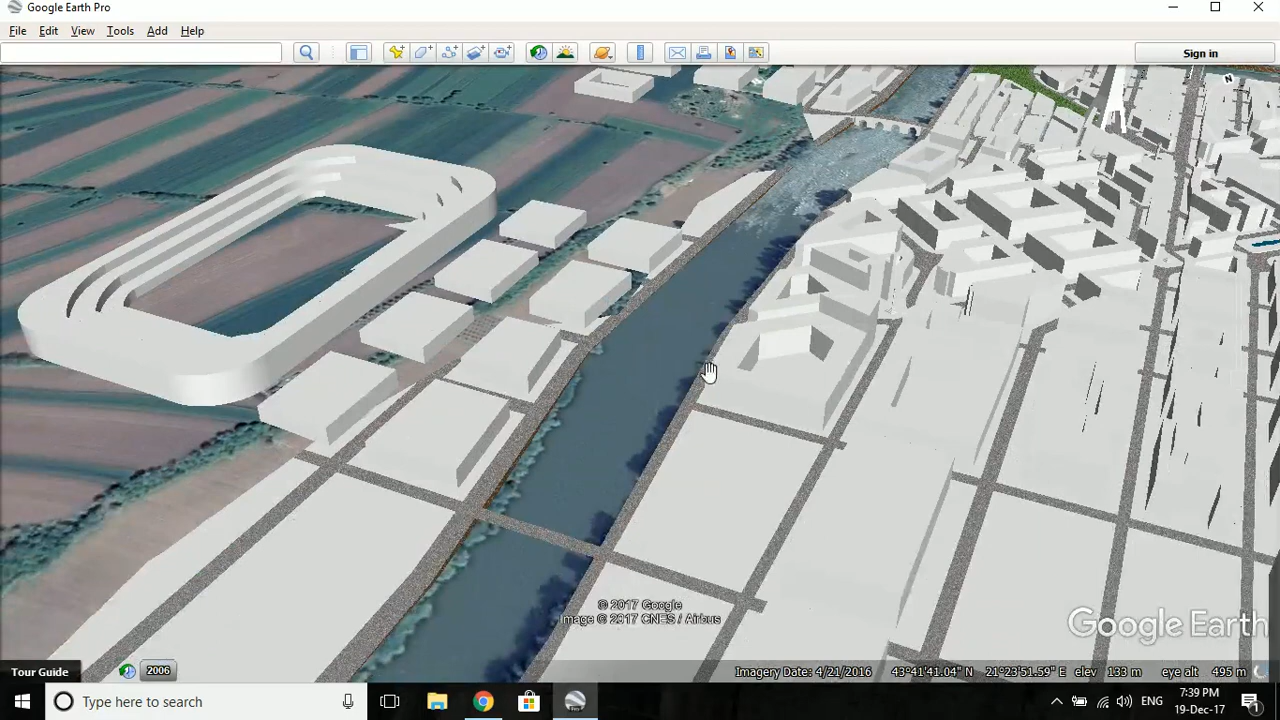 Google Earth Pro
File Edit View Tools Add Help
Sign in
N
© 2017 Google
Image © 2017 CNES / Airbus
Google Earth
Tour Guide
2006
Imagery Date: 4/21/2016 43°41'41.04" N 21°23'51.59" E elev 133 m eye alt 495 m
Type here to search
ENG
7:39 PM
19-Dec-17
1